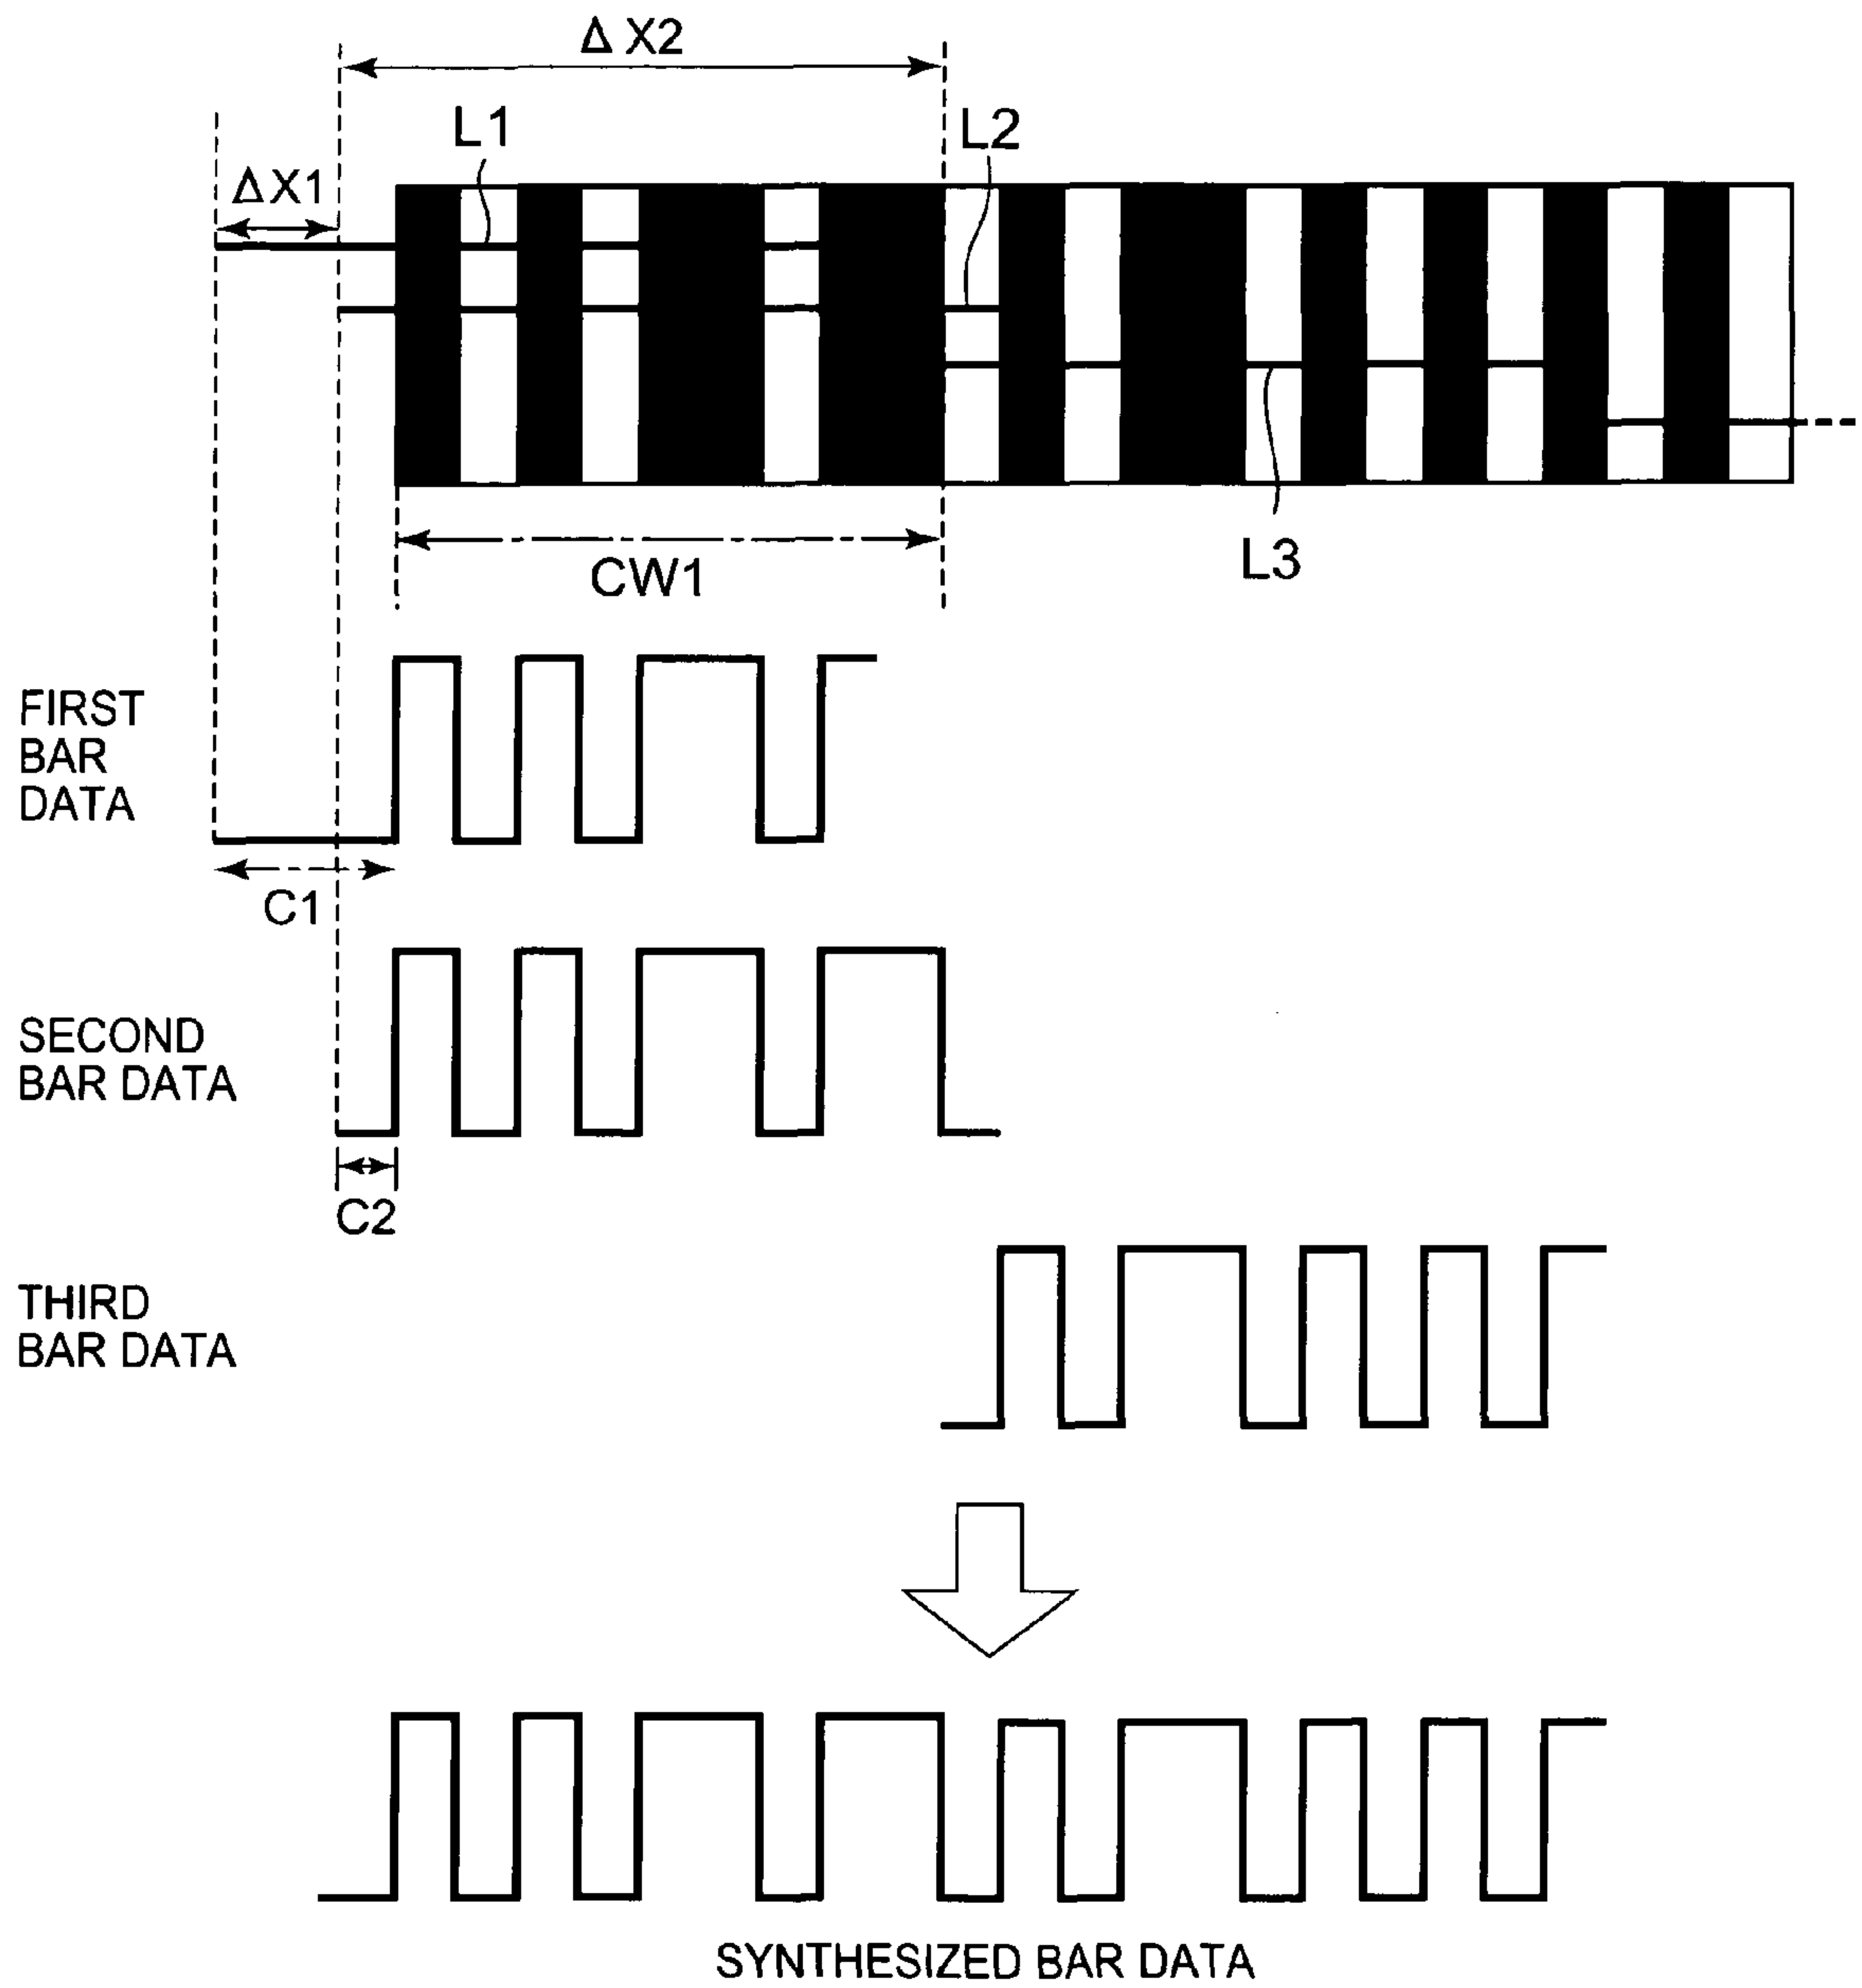 Δ X2
L1
L2
ΔX1
L3
CW1
FIRST
BAR
DATA
C1
SECOND
BAR DATA
C2
THIRD
BAR DATA
SYNTHESIZED BAR DATA